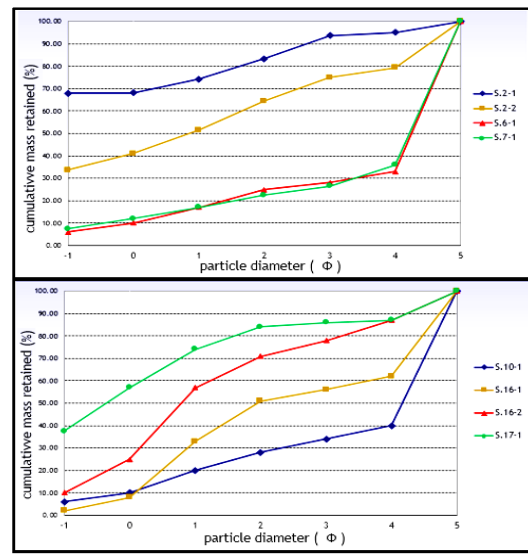 100.00
90.00
80.00
70.00
60.00
50.00
40.00
30.00
20.00
10.00
0.00
cumulative mass retained (%)
-1 0 1 2 3 4 5
particle diameter ( Φ )
S.2-1
S.2-2
S.6-1
S.7-1
100.00
90.00
80.00
70.00
60.00
50.00
40.00
30.00
20.00
10.00
0.00
cumulative mass retained (%)
-1 0 1 2 3 4 5
particle diameter ( Φ )
S.10-1
S.16-1
S.16-2
S.17-1